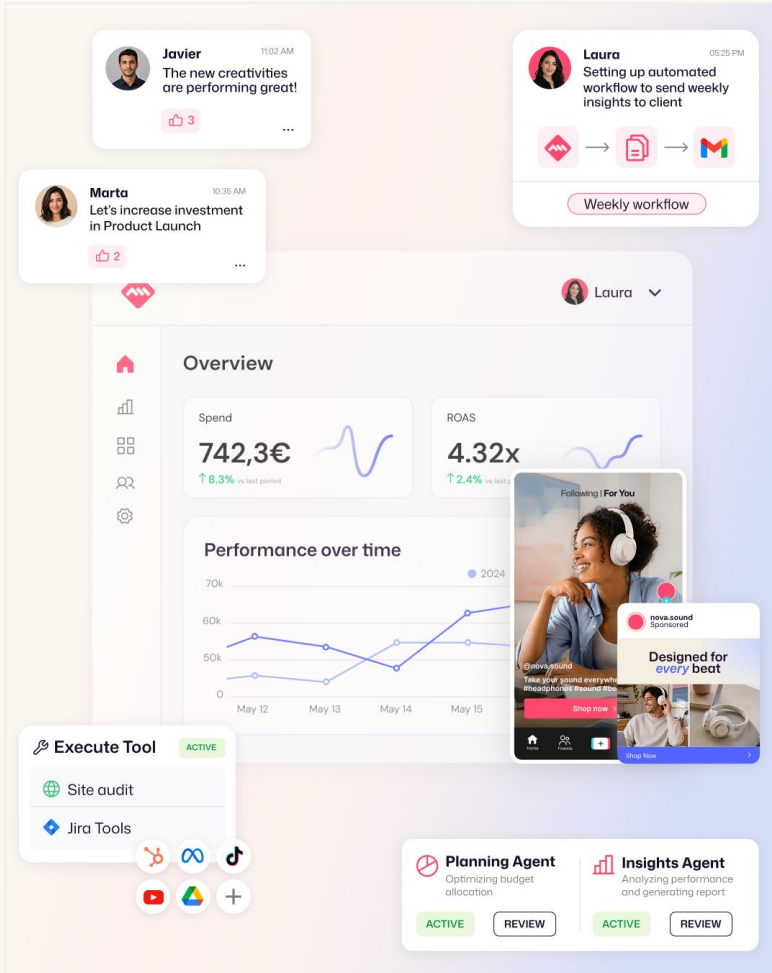 Javier
11:02 AM
The new creativities
are performing great!
3
...
Laura
05:25 PM
Setting up automated
workflow to send weekly
insights to client
Weekly workflow
Marta
10:35 AM
Let's increase investment
in Product Launch
2
...
Laura
Overview
Spend
742,3€
↑8.3% vs last period
ROAS
4.32x
↑2.4% vs last
Performance over time
2024
70k
60k
50k
0
May 12
May 13
May 14
May 15
Following | For You
@nova.sound
Take your sound
#headphones #sound
Shop now
Home
Friends
nova.sound
Sponsored
Designed for
every beat
Shop Now
Execute Tool
ACTIVE
Site audit
Jira Tools
Planning Agent
Optimizing budget
allocation
ACTIVE
REVIEW
Insights Agent
Analyzing performance
and generating report
ACTIVE
REVIEW